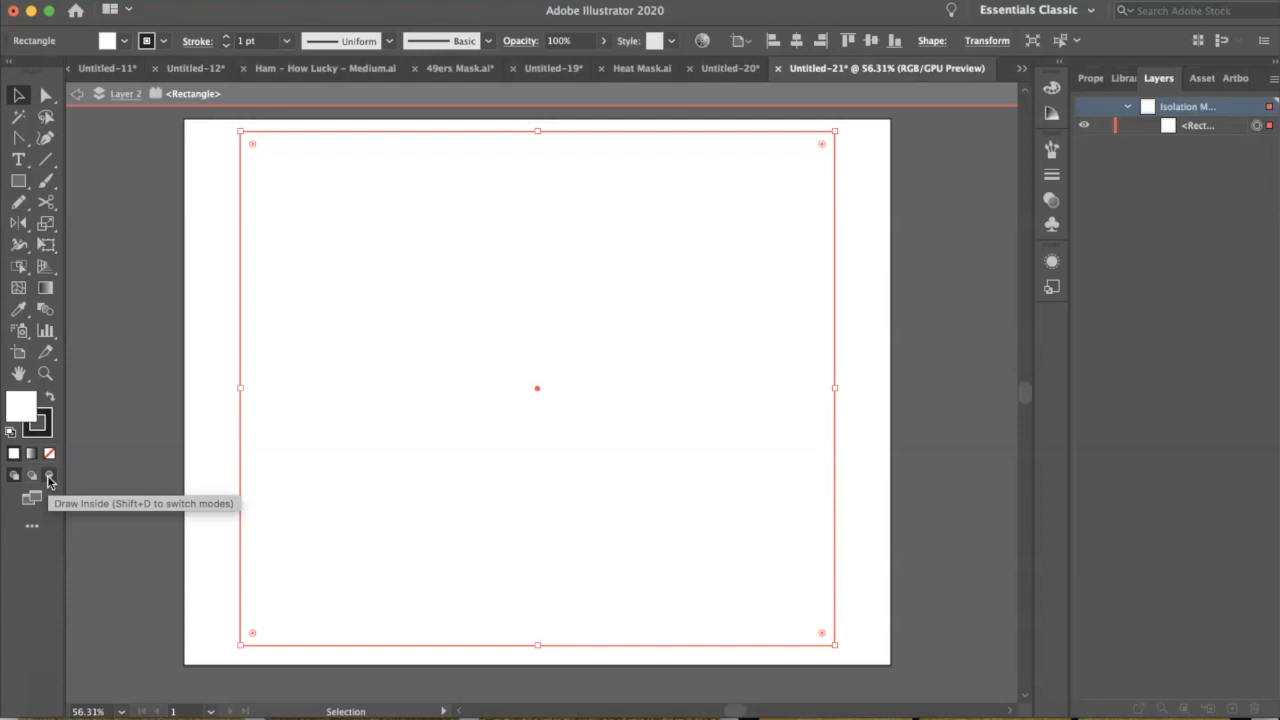 Adobe Illustrator 2020
Essentials Classic
Search Adobe Stock
Rectangle
Stroke:
1 pt
Uniform
Basic
Opacity:
100%
Style:
Shape:
Transform
Untitled-11*
Untitled-12*
Ham – How Lucky – Medium.ai
49ers Mask.ai*
Untitled-19*
Heat Mask.ai
Untitled-20*
Untitled-21* @ 56.31% (RGB/GPU Preview)
Prope
Librar
Layers
Asset
Artbo
Layer 2
<Rectangle>
Isolation M...
<Rect...
Draw Inside (Shift+D to switch modes)
56.31%
1
Selection